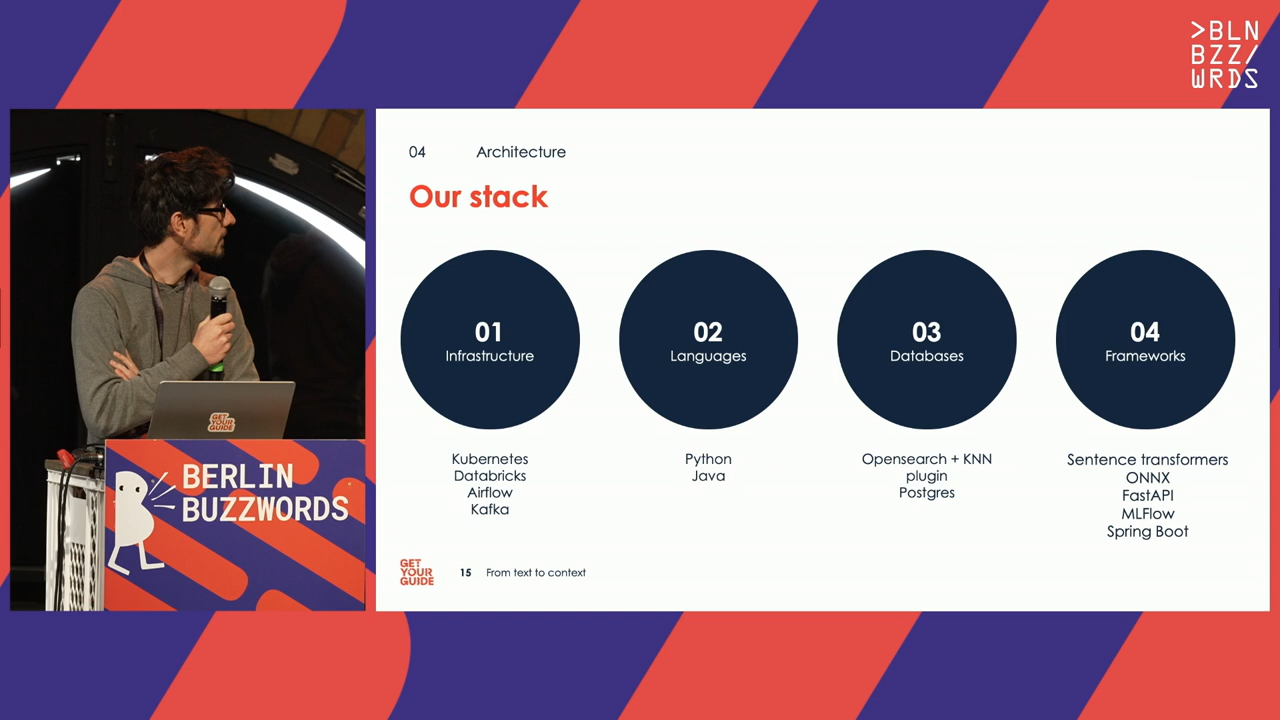 >BLN
BZZ/
WRDS
04 Architecture
Our stack
01
Infrastructure
02
Languages
03
Databases
04
Frameworks
Kubernetes
Databricks
Airflow
Kafka
Python
Java
Opensearch + KNN
plugin
Postgres
Sentence transformers
ONNX
FastAPI
MLFlow
Spring Boot
GET
YOUR
GUIDE
15 From text to context
GET
YOUR
GUIDE
BERLIN
BUZZWORDS